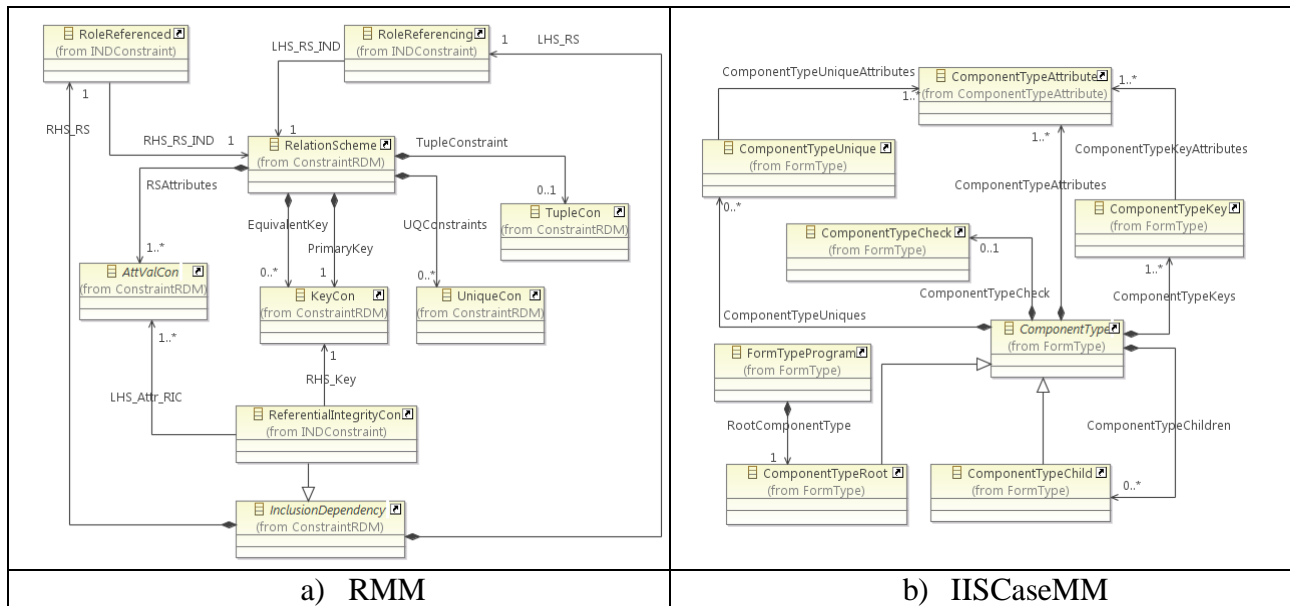 RoleReferenced
(from INDConstraint)
LHS_RS_IND
RoleReferencing
(from INDConstraint)
1
LHS_RS
1
RHS_RS
RHS_RS_IND
1
1
RelationScheme
(from ConstraintRDM)
TupleConstraint
RSAttributes
0..1
TupleCon
(from ConstraintRDM)
EquivalentKey
PrimaryKey
UQConstraints
1..*
AttValCon
(from ConstraintRDM)
0..*
1
0..*
KeyCon
(from ConstraintRDM)
UniqueCon
(from ConstraintRDM)
1..*
1
RHS_Key
LHS_Attr_RIC
ReferentialIntegrityCon
(from INDConstraint)
InclusionDependency
(from ConstraintRDM)
a) RMM
ComponentTypeUniqueAttributes
ComponentTypeAttribute
(from ComponentTypeAttribute)
1..*
1..*
1..*
ComponentTypeUnique
(from FormType)
ComponentTypeKeyAttributes
ComponentTypeAttributes
0..*
ComponentTypeCheck
(from FormType)
0..1
ComponentTypeKey
(from FormType)
1..*
ComponentTypeCheck
ComponentTypeKeys
ComponentTypeUniques
ComponentType
(from FormType)
FormTypeProgram
(from FormType)
RootComponentType
ComponentTypeChildren
1
ComponentTypeRoot
(from FormType)
ComponentTypeChild
(from FormType)
0..*
b) IISCaseMM